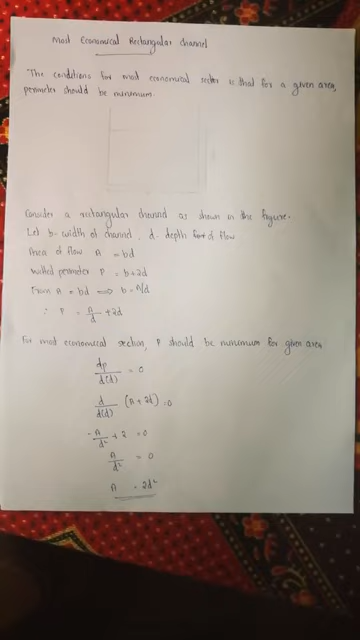 Most Economical Rectangular channel
The conditions for most economical section is that for a given area,
perimeter should be minimum.
Consider a rectangular channel as shown in the figure.
Let b- width of channel, d- depth of flow
Area of flow A = bd
Wetted perimeter P = b+2d
From A = bd ⟹ b = A/d
∴ P = A/d + 2d
For most economical section, P should be minimum for given area
dp/d(d) = 0
d/d(d) (A + 2d) = 0
-A/d² + 2 = 0
A/d² = 0
A = 2d²